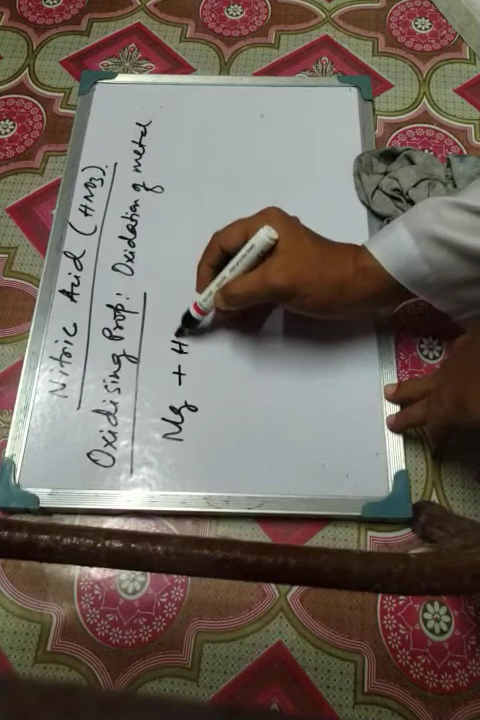 Nitric Acid (HNO3).
Oxidising Prop: Oxidation of metal
Mg + H